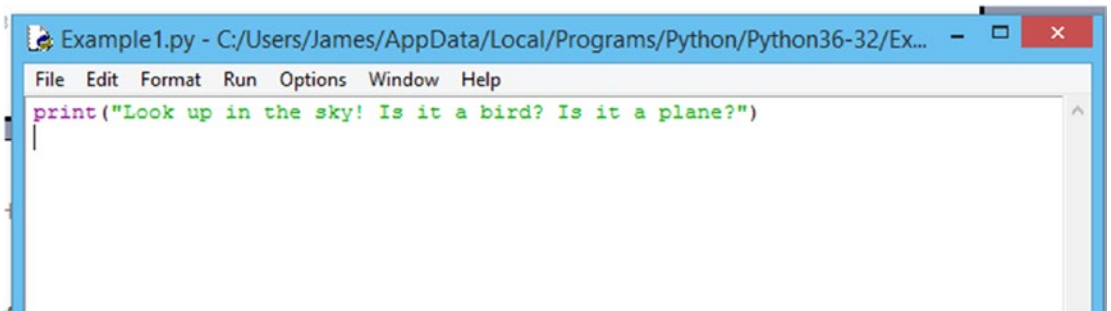 Example1.py - C:/Users/James/AppData/Local/Programs/Python/Python36-32/Ex...
File Edit Format Run Options Window Help
print("Look up in the sky! Is it a bird? Is it a plane?")